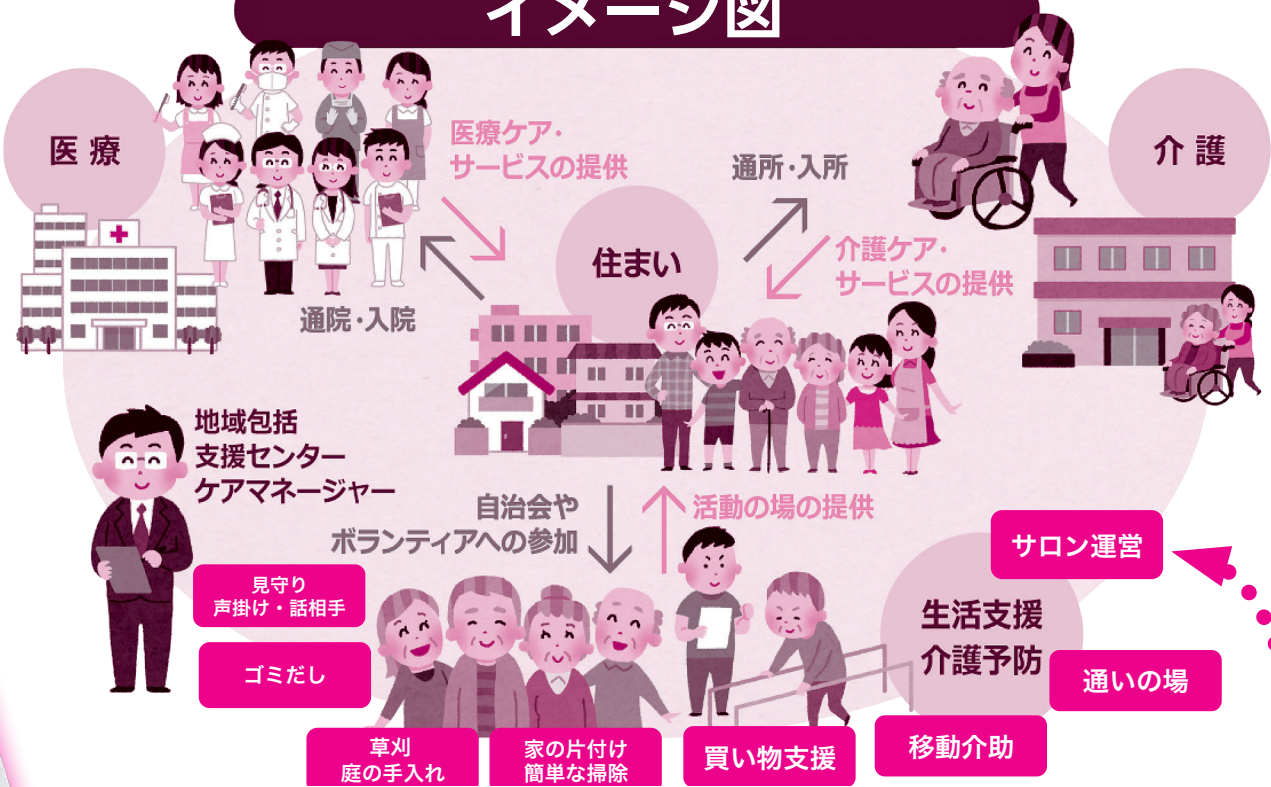 イメージ図
医療
医療ケア・
サービスの提供
通所・入所
介護
住まい
介護ケア・
サービスの提供
通院・入院
地域包括
支援センター
ケアマネージャー
自治会や
ボランティアへの参加
活動の場の提供
サロン運営
見守り
声掛け・話相手
生活支援
介護予防
ゴミだし
通いの場
草刈
庭の手入れ
家の片付け
簡単な掃除
買い物支援
移動介助